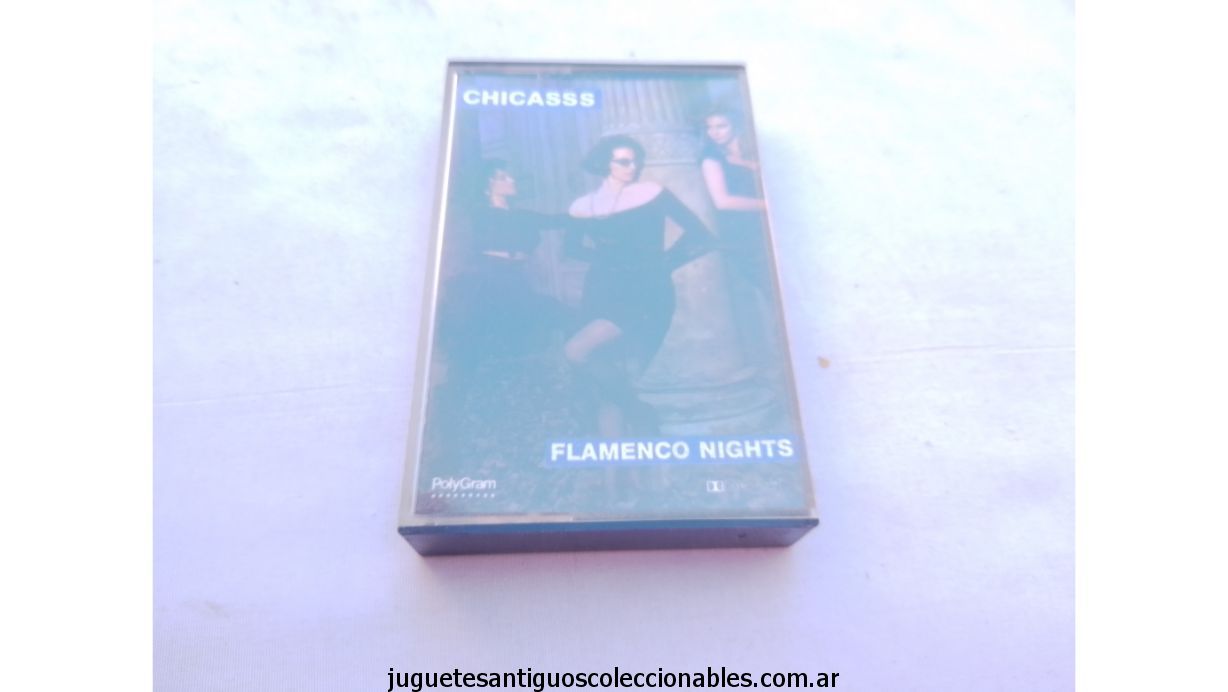 CHICASSS
FLAMENCO NIGHTS
PolyGram
juguetesantiguoscoleccionables.com.ar